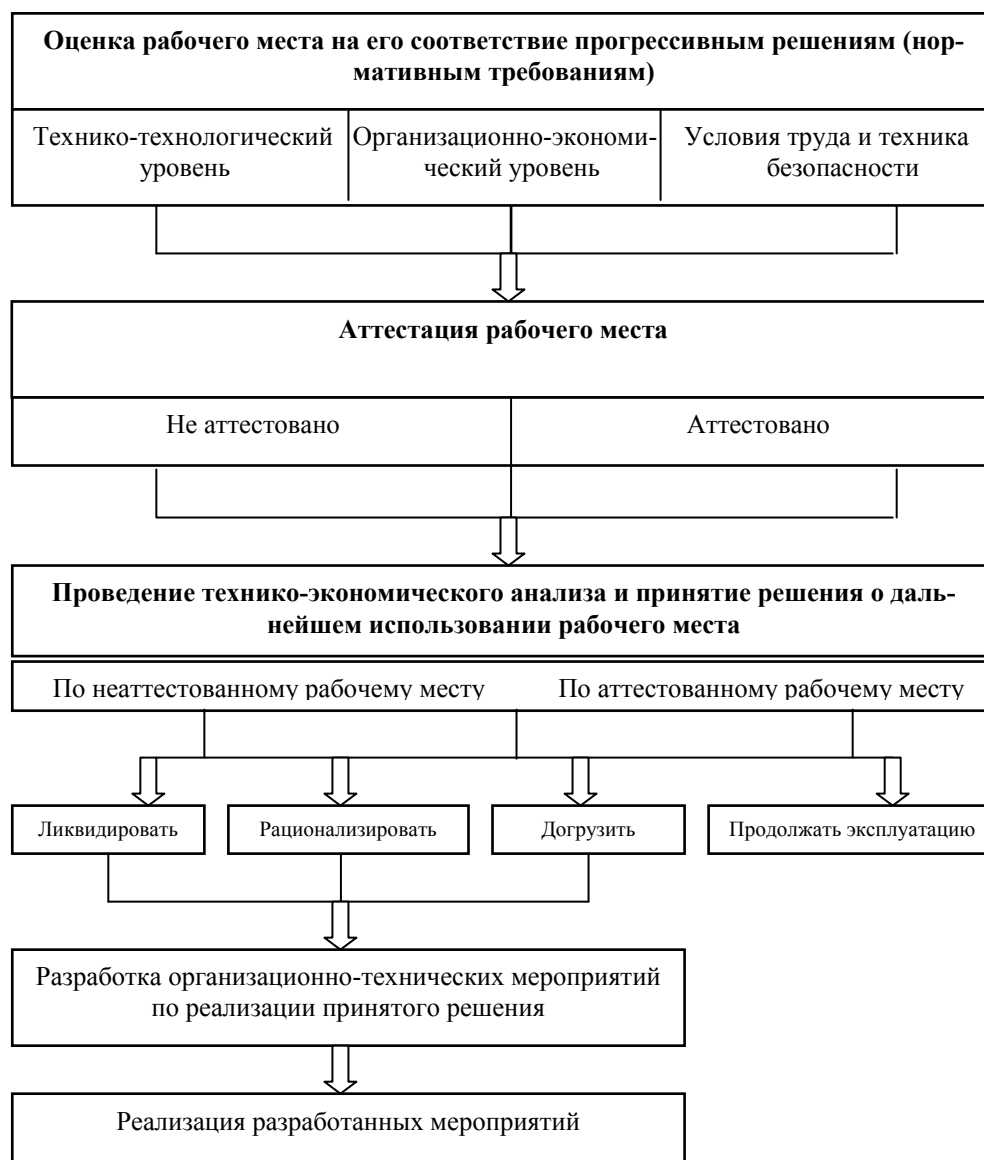 Оценка рабочего места на его соответствие прогрессивным решениям (нор-
мативным требованиям)
Технико-технологический
уровень
Организационно-экономи-
ческий уровень
Условия труда и техника
безопасности
Аттестация рабочего места
Не аттестовано
Аттестовано
Проведение технико-экономического анализа и принятие решения о даль-
нейшем использовании рабочего места
По неаттестованному рабочему месту
По аттестованному рабочему месту
Ликвидировать
Рационализировать
Догрузить
Продолжать эксплуатацию
Разработка организационно-технических мероприятий
по реализации принятого решения
Реализация разработанных мероприятий